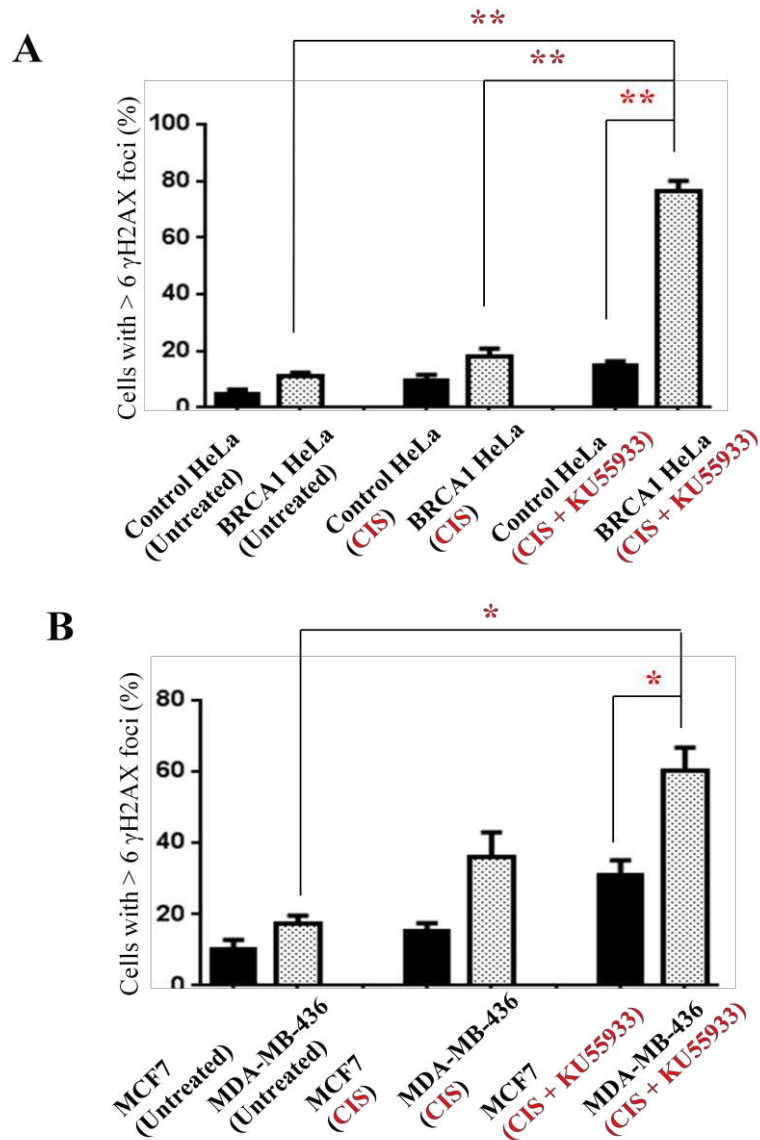 A
**
**
**
Cells with > 6 γH2AX foci (%)
100
80
60
40
20
0
Control HeLa
(Untreated)
BRCA1 HeLa
(Untreated)
Control HeLa
(CIS)
BRCA1 HeLa
(CIS)
Control HeLa
(CIS + KU55933)
BRCA1 HeLa
(CIS + KU55933)
B
*
*
Cells with > 6 γH2AX foci (%)
80
60
40
20
0
MCF7
(Untreated)
MDA-MB-436
(Untreated)
MCF7
(CIS)
MDA-MB-436
(CIS)
MCF7
(CIS + KU55933)
MDA-MB-436
(CIS + KU55933)